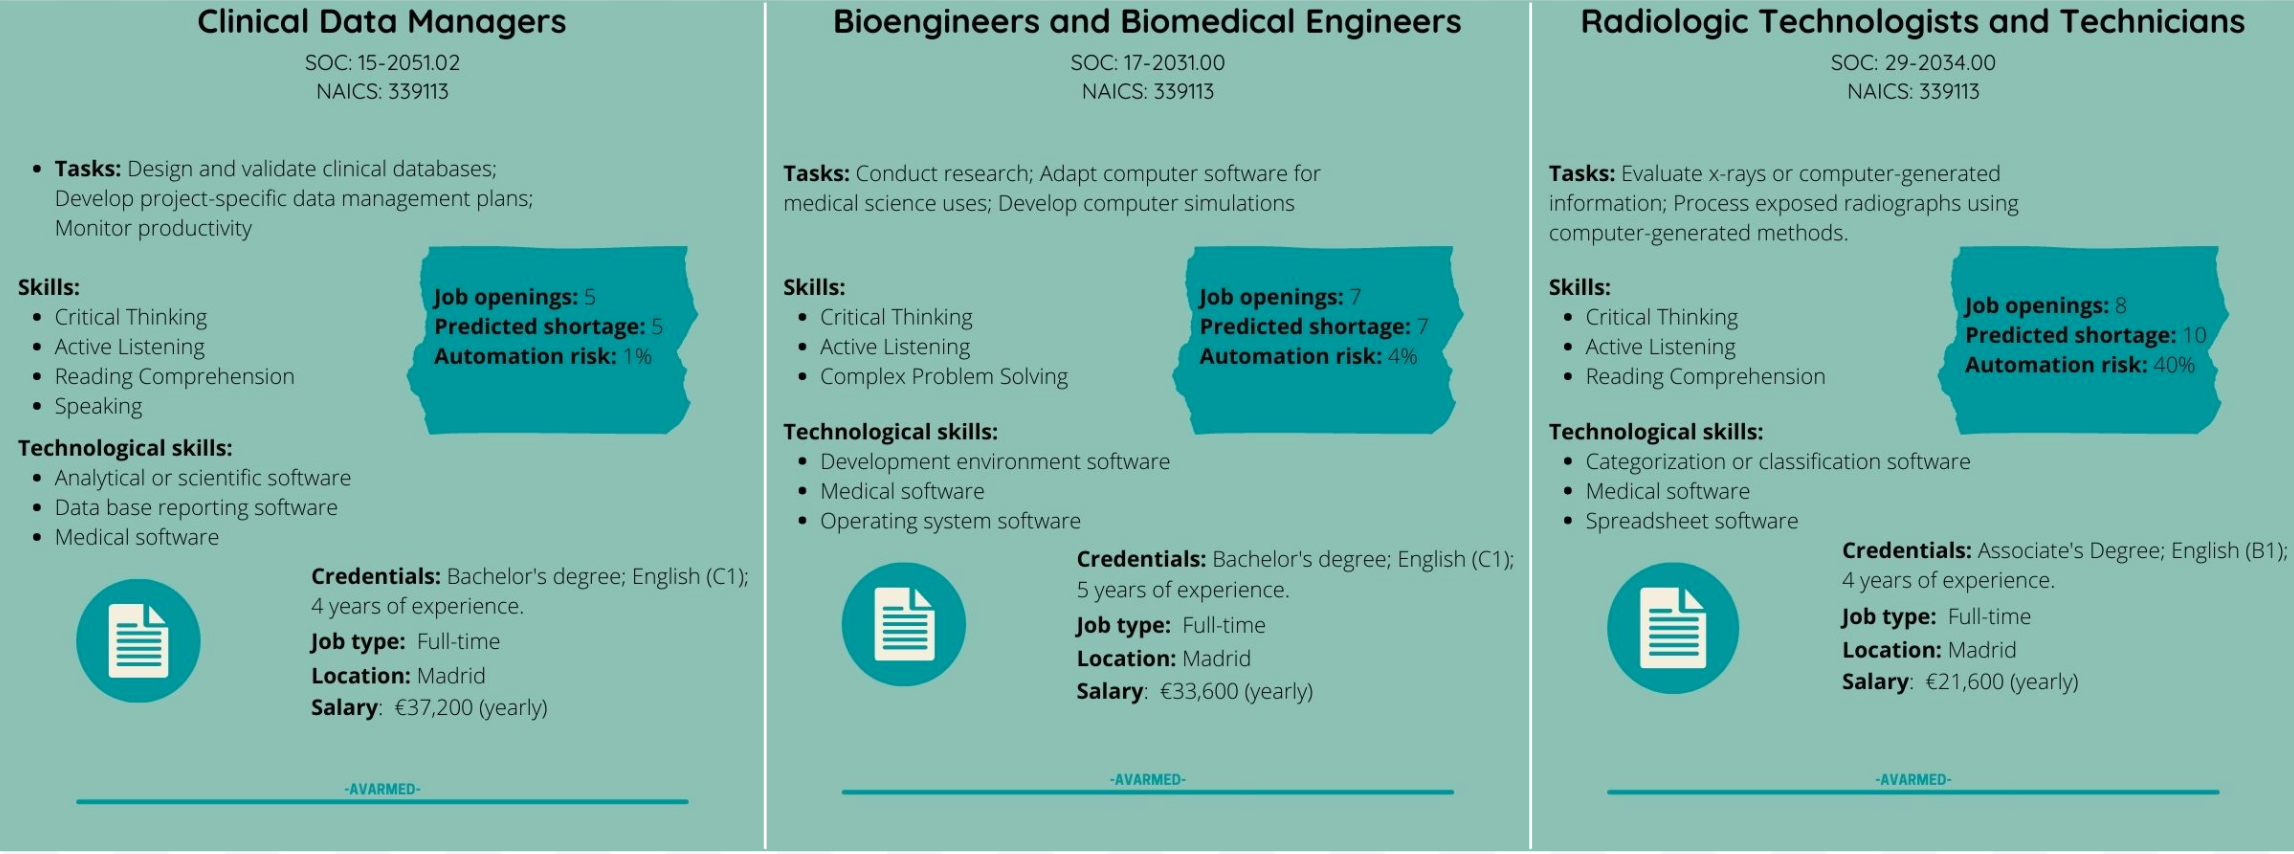 Clinical Data Managers
SOC: 15-2051.02
NAICS: 339113
• Tasks: Design and validate clinical databases;
Develop project-specific data management plans;
Monitor productivity
Skills:
• Critical Thinking
• Active Listening
• Reading Comprehension
• Speaking
Job openings: 5
Predicted shortage: 5
Automation risk: 1%
Technological skills:
• Analytical or scientific software
• Data base reporting software
• Medical software
Credentials: Bachelor's degree; English (C1);
4 years of experience.
Job type: Full-time
Location: Madrid
Salary: €37,200 (yearly)
-AVARMED-
Bioengineers and Biomedical Engineers
SOC: 17-2031.00
NAICS: 339113
Tasks: Conduct research; Adapt computer software for
medical science uses; Develop computer simulations
Skills:
• Critical Thinking
• Active Listening
• Complex Problem Solving
Job openings: 7
Predicted shortage: 7
Automation risk: 4%
Technological skills:
• Development environment software
• Medical software
• Operating system software
Credentials: Bachelor's degree; English (C1);
5 years of experience.
Job type: Full-time
Location: Madrid
Salary: €33,600 (yearly)
-AVARMED-
Radiologic Technologists and Technicians
SOC: 29-2034.00
NAICS: 339113
Tasks: Evaluate x-rays or computer-generated
information; Process exposed radiographs using
computer-generated methods.
Skills:
• Critical Thinking
• Active Listening
• Reading Comprehension
Job openings: 8
Predicted shortage: 10
Automation risk: 40%
Technological skills:
• Categorization or classification software
• Medical software
• Spreadsheet software
Credentials: Associate's Degree; English (B1);
4 years of experience.
Job type: Full-time
Location: Madrid
Salary: €21,600 (yearly)
-AVARMED-